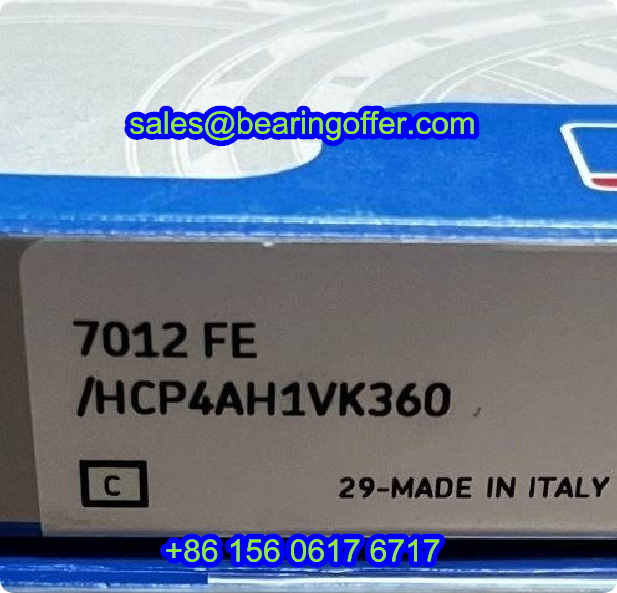 sales@bearingoffer.com
7012 FE
/HCP4AH1VK360
C
29-MADE IN ITALY
+86 156 0617 6717